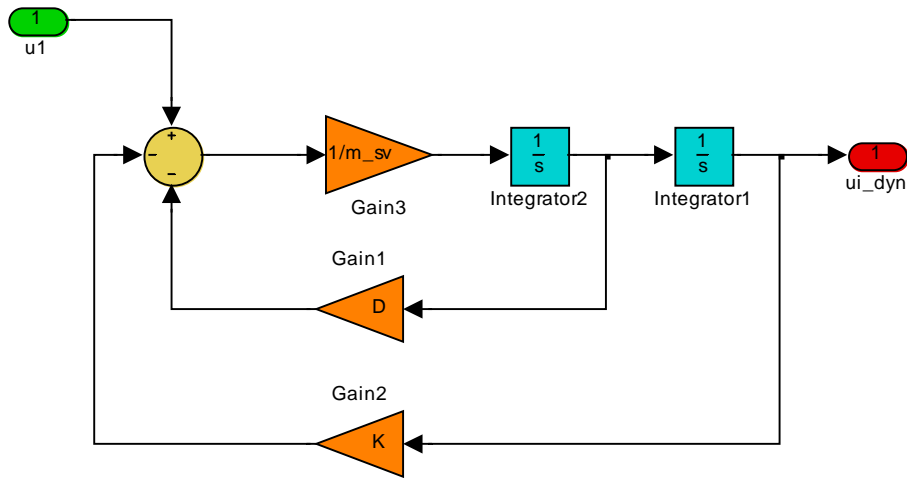 1
u1
+
−
−
1/m_sv
Gain3
1
s
Integrator2
1
s
Integrator1
1
ui_dyn
Gain1
D
Gain2
K